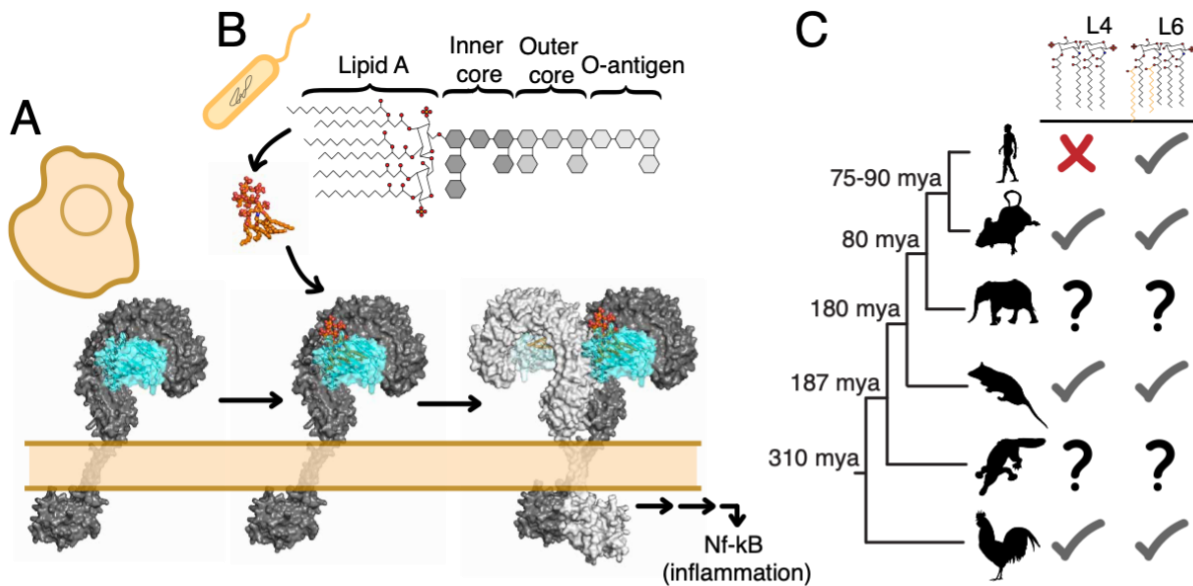 A
B
Lipid A
Inner
core
Outer
core
O-antigen
Nf-kB
(inflammation)
C
L4
L6
75-90 mya
80 mya
180 mya
187 mya
310 mya
?
?
?
?